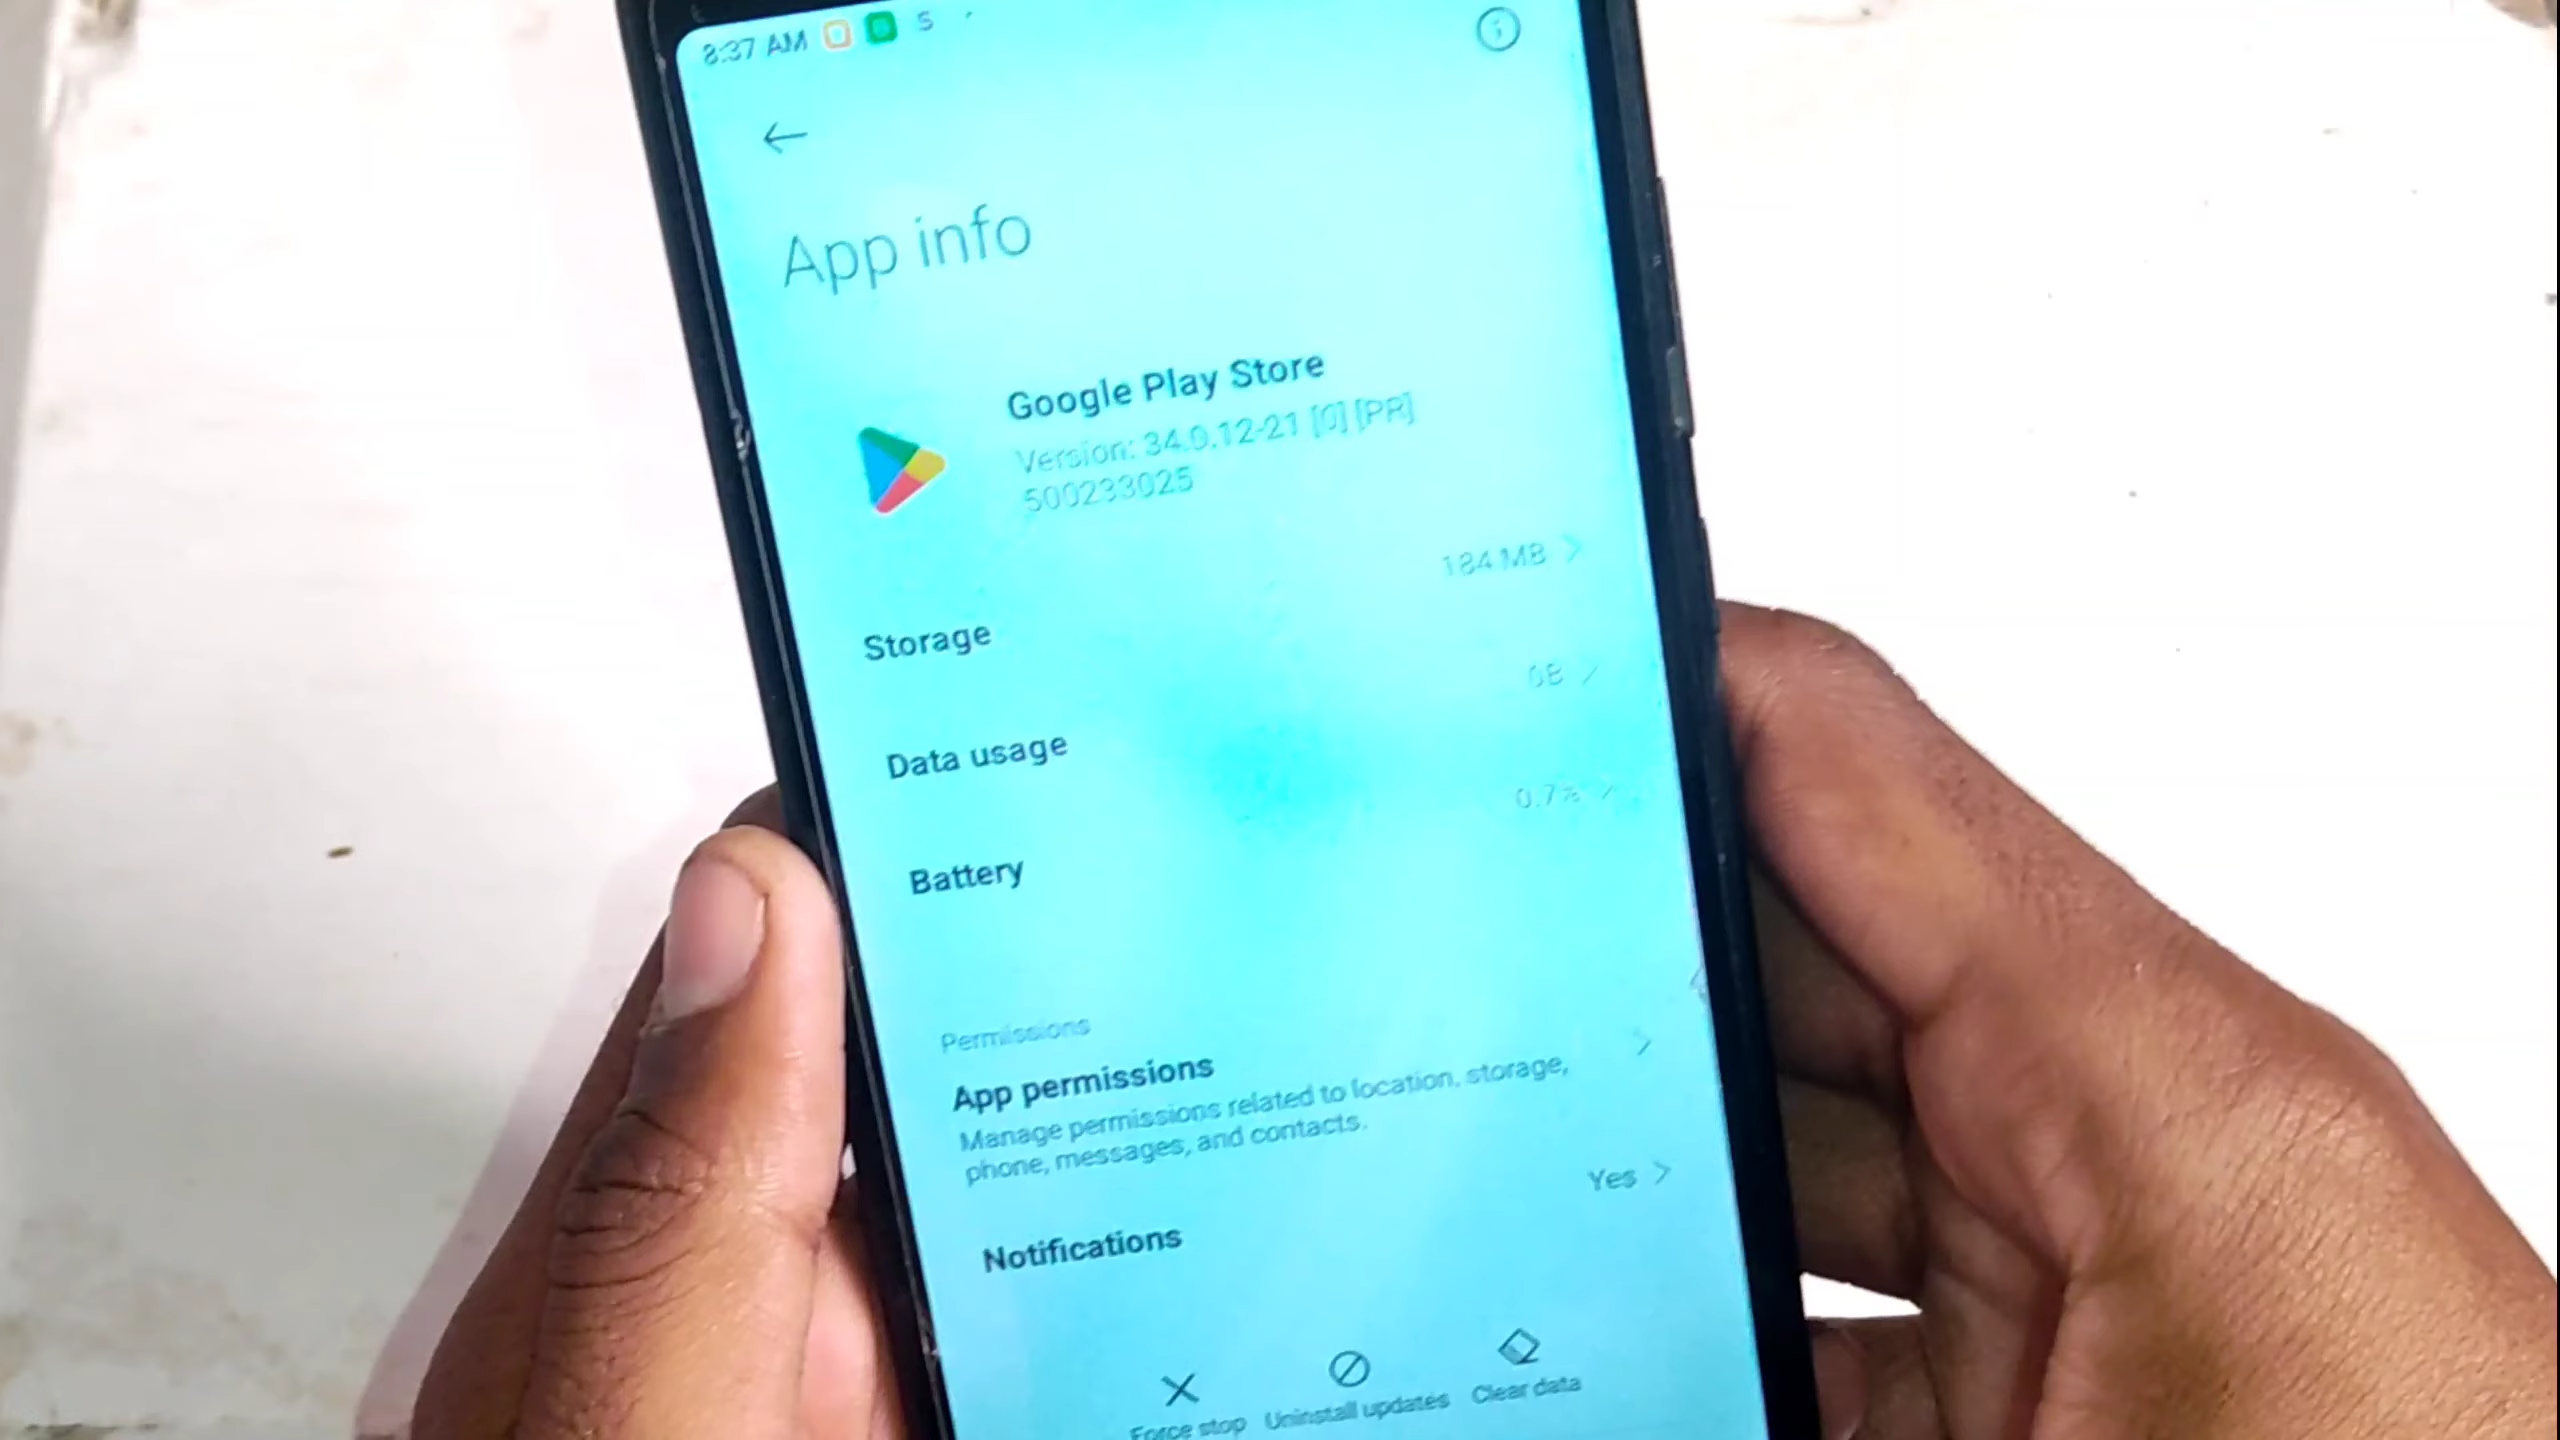 8:37 AM S
App info
Google Play Store
Version: 34.0.12-21 [0] [PR]
500233025
184 MB
Storage
0B
Data usage
0.7%
Battery
Permissions
App permissions
Manage permissions related to location, storage,
phone, messages, and contacts.
Yes
Notifications
Force stop Uninstall updates Clear data